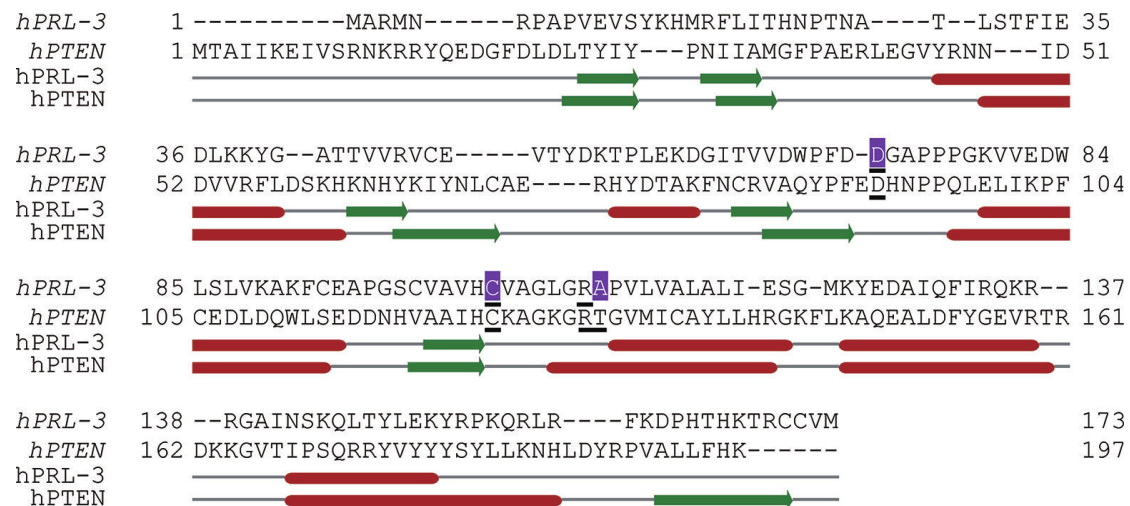 hPRL-3 1 ----------MARMN------RPAPVEVSYKHMRFLITHNPTNA----T--LSTFIE 35
hPTEN 1 MTAIIKEIVSRNKRRYQEDGFDLDLTYIY---PNIIAMGFPAERLEGVYRNN---ID 51
hPRL-3
hPTEN
hPRL-3 36 DLKKYG--ATTVVRVCE-----VTYDKTPLEKDGITVVDWPFD-DGAPPPGKVVEDW 84
hPTEN 52 DVVRFLDSKHKNHYKIYNLCAE----RHYDTAKFNCRVAQYPFEDHNPPQLELIKPF 104
hPRL-3
hPTEN
hPRL-3 85 LSLVKAKFCEAPGSCVAVHCVAGLGRAPVLVALALI-ESG-MKYEDAIQFIRQKR-- 137
hPTEN 105 CEDLDQWLSEDDNHVAAIHCKAGKGRTGVMICAYLLHRGKFLKAQEALDFYGEVRTR 161
hPRL-3
hPTEN
hPRL-3 138 --RGAINSKQLTYLEKYRPKQRLR----FKDPHTHKTRCCVM 173
hPTEN 162 DKKGVTIPSQRRYVYYYSYLLKNHLDYRPVALLFHK------ 197
hPRL-3
hPTEN